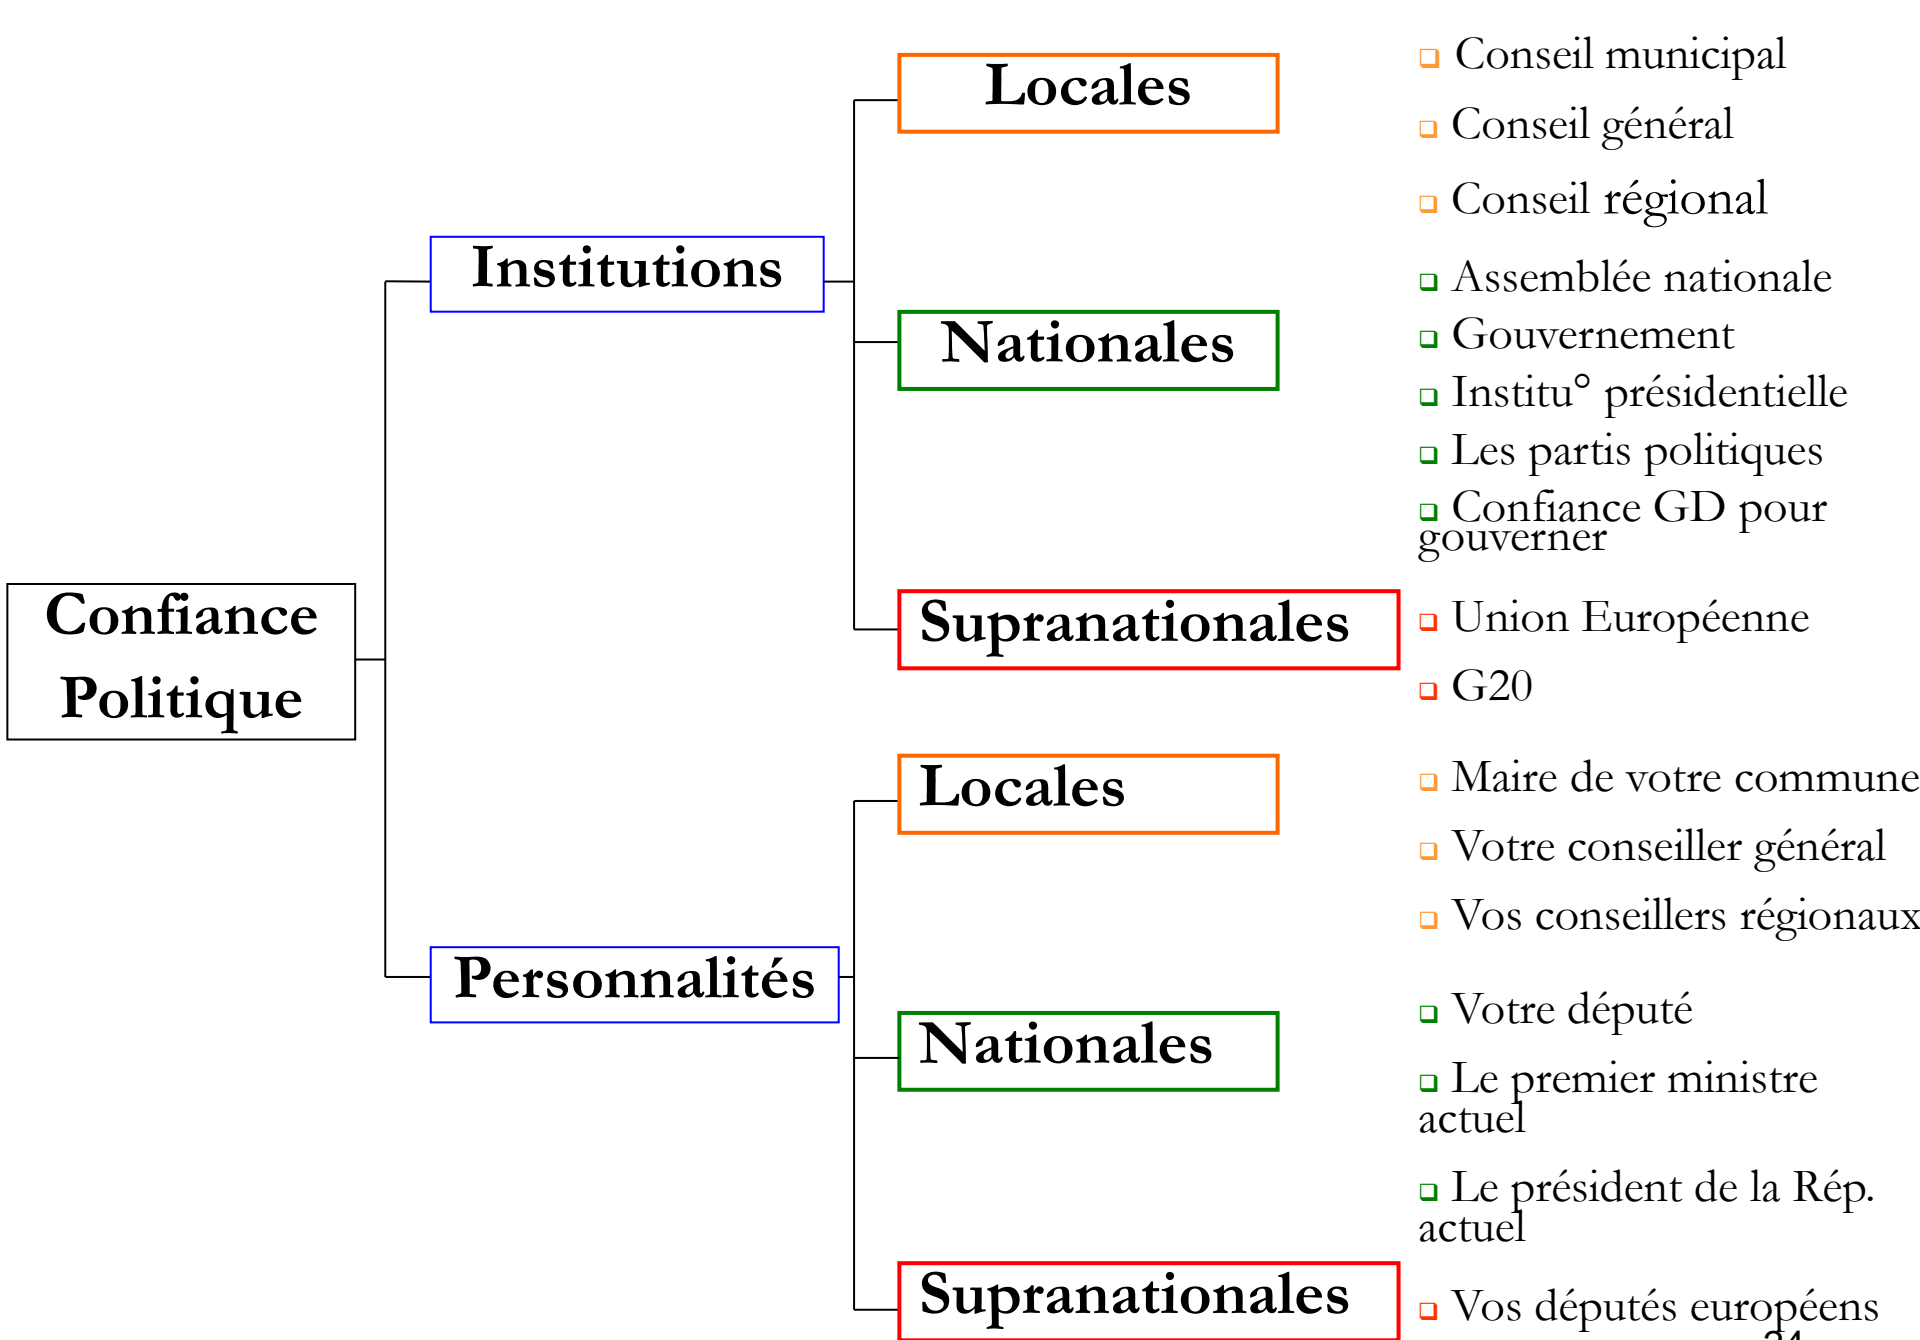 Confiance
Politique
Institutions
Locales
Conseil municipal
Conseil général
Conseil régional
Nationales
Assemblée nationale
Gouvernement
Institu° présidentielle
Les partis politiques
Confiance GD pour
gouverner
Supranationales
Union Européenne
G20
Personnalités
Locales
Maire de votre commune
Votre conseiller général
Vos conseillers régionaux
Nationales
Votre député
Le premier ministre
actuel
Le président de la Rép.
actuel
Supranationales
Vos députés européens